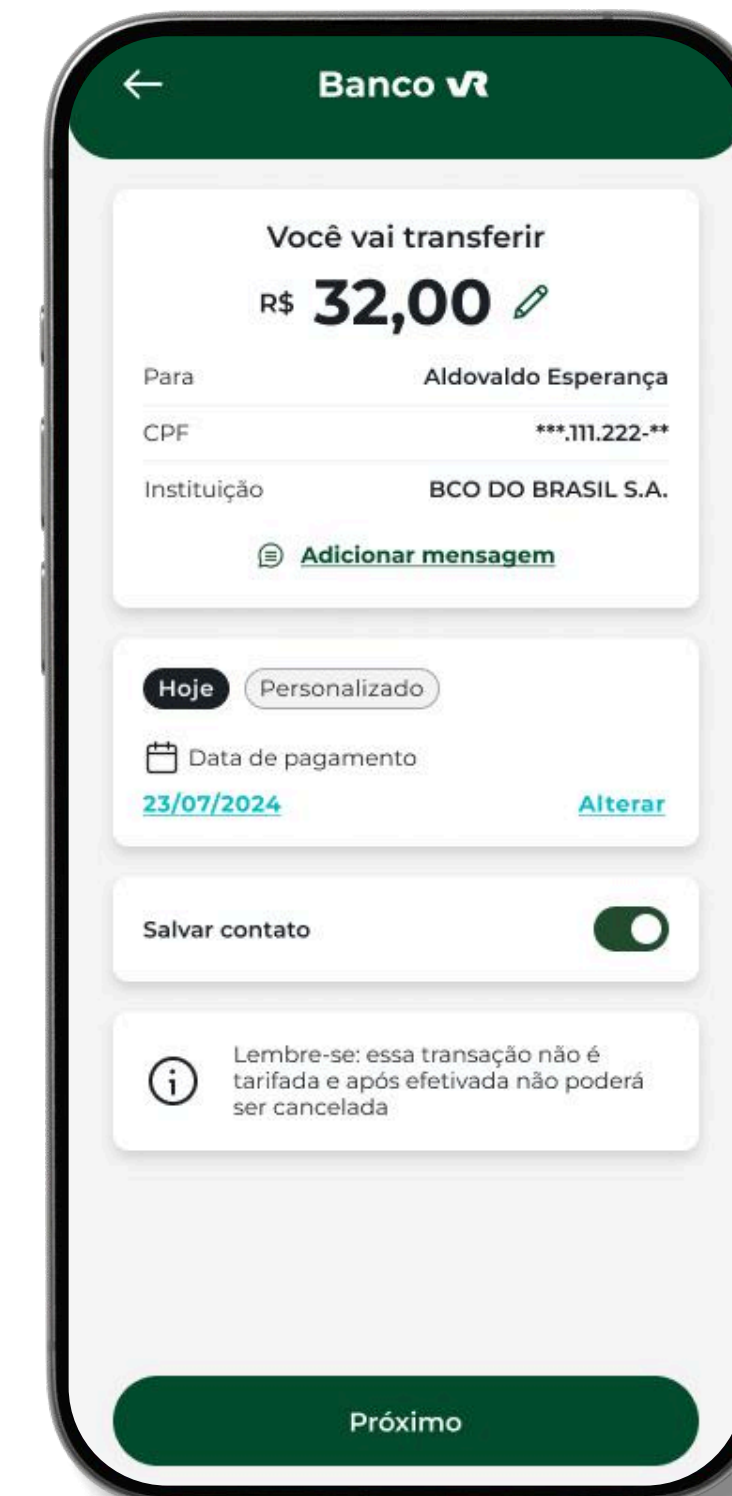 Banco VR
Você vai transferir
R$ 32,00
Para Aldovaldo Esperança
CPF ***.111.222-**
Instituição BCO DO BRASIL S.A.
Adicionar mensagem
Hoje Personalizado
Data de pagamento
23/07/2024 Alterar
Salvar contato
Lembre-se: essa transação não é
tarifada e após efetivada não poderá
ser cancelada
Próximo